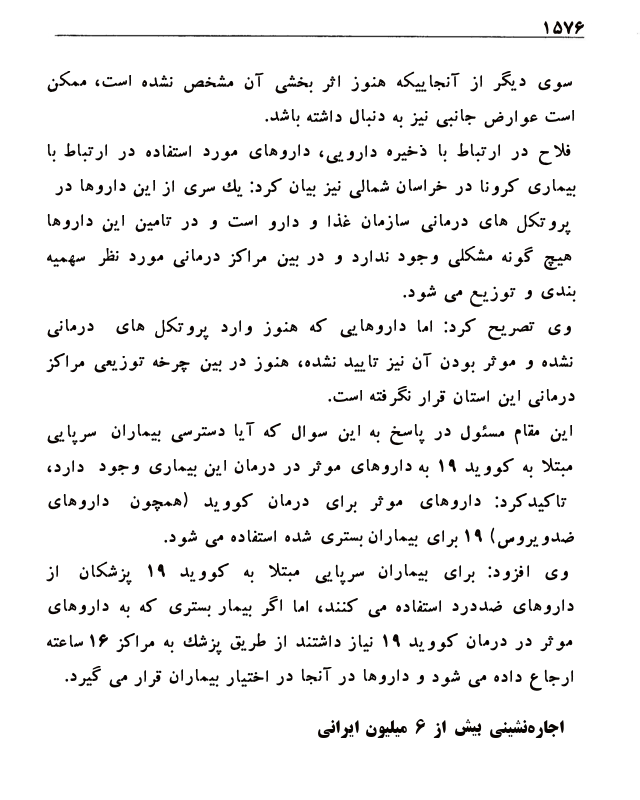 ۱۵۷۶
سوی دیگر از آنجاییکه هنوز اثر بخشی آن مشخص نشده است، ممکن
است عوارض جانبی نیز به دنبال داشته باشد.
فلاح در ارتباط با ذخیره دارویی، داروهای مورد استفاده در ارتباط با
بیماری کرونا در خراسان شمالی نیز بیان کرد: یك سری از این داروها در
پروتکل های درمانی سازمان غذا و دارو است و در تامین این داروها
هیچ گونه مشکلی وجود ندارد و در بین مراکز درمانی مورد نظر سهمیه
بندی و توزیع می شود.
وی تصریح کرد: اما داروهایی که هنوز وارد پروتکل های درمانی
نشده و موثر بودن آن نیز تایید نشده، هنوز در بین چرخه توزیعی مراکز
درمانی این استان قرار نگرفته است.
این مقام مسئول در پاسخ به این سوال که آیا دسترسی بیماران سرپایی
مبتلا به کووید ۱۹ به داروهای موثر در درمان این بیماری وجود دارد،
تاکیدکرد: داروهای موثر برای درمان کووید (همچون داروهای
ضدویروس) ۱۹ برای بیماران بستری شده استفاده می شود.
وی افزود: برای بیماران سرپایی مبتلا به کووید ۱۹ پزشکان از
داروهای ضددرد استفاده می کنند، اما اگر بیمار بستری که به داروهای
موثر در درمان کووید ۱۹ نیاز داشتند از طریق پزشك به مراکز ۱۶ ساعته
ارجاع داده می شود و داروها در آنجا در اختیار بیماران قرار می گیرد.
اجاره‌نشینی بیش از ۶ میلیون ایرانی